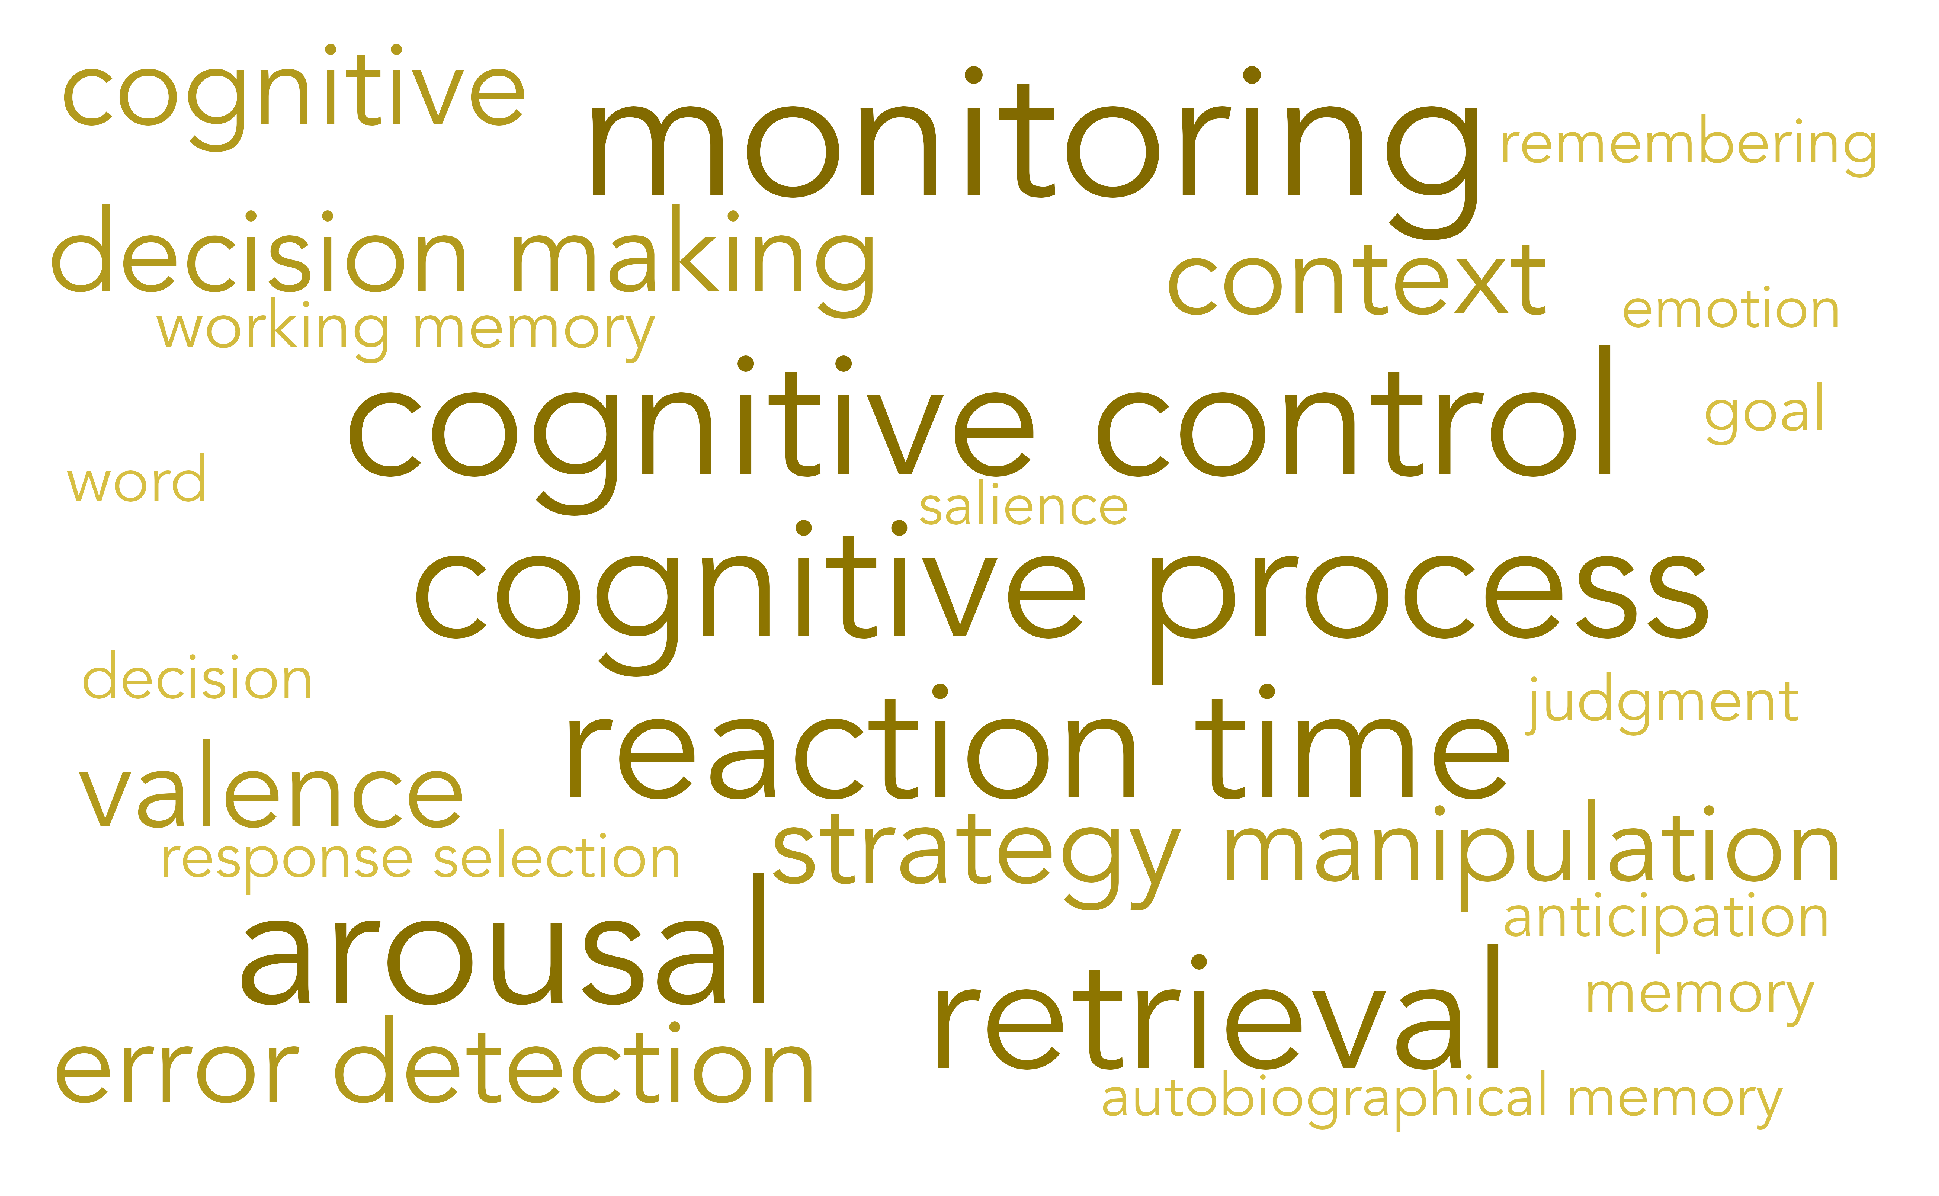 cognitive
monitoring
remembering
decision making
context
working memory
emotion
cognitive control
goal
word
salience
cognitive process
decision
reaction time
judgment
valence
strategy manipulation
response selection
arousal
anticipation
retrieval
memory
error detection
autobiographical memory